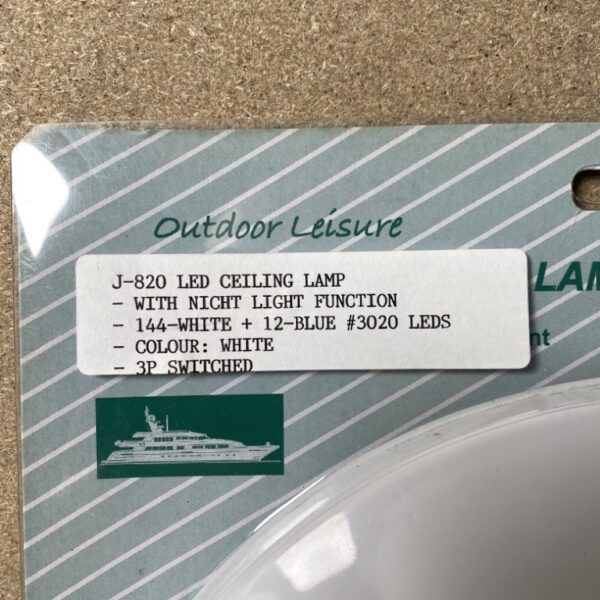 Outdoor Leisure
J-820 LED CEILING LAMP
- WITH NICHT LIGHT FUNCTION
- 144-WHITE + 12-BLUE #3020 LEDS
- COLOUR: WHITE
- 3P SWITCHED